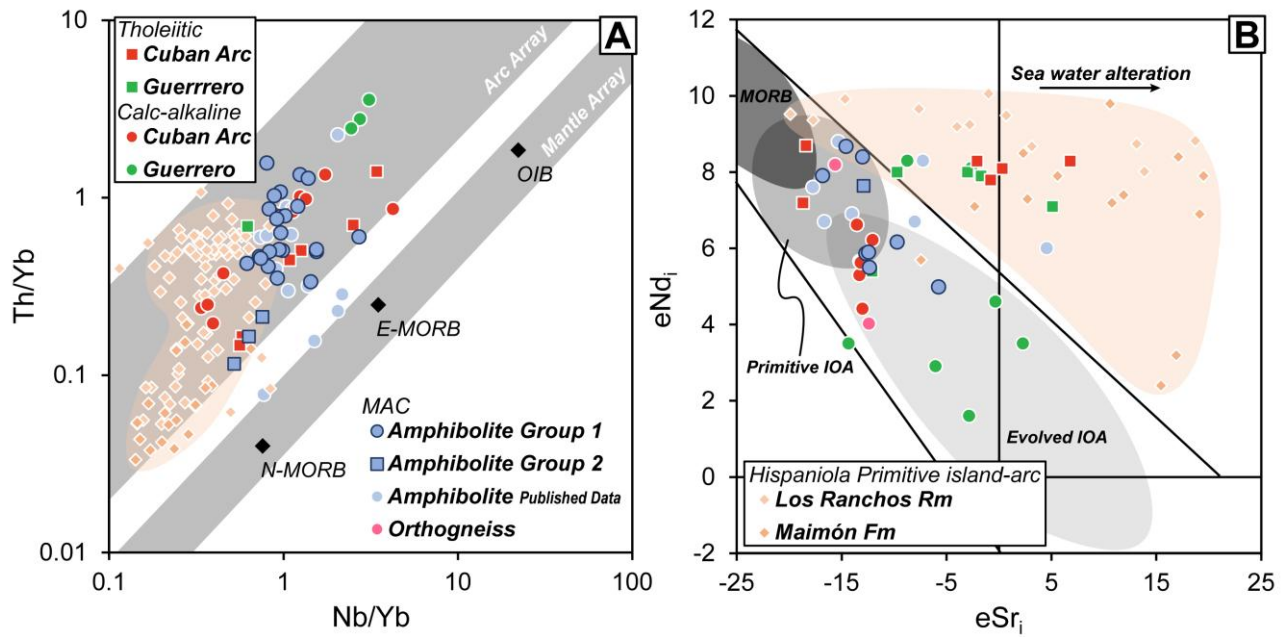 A
Tholeiitic
Cuban Arc
Guerrrero
Calc-alkaline
Cuban Arc
Guerrero
Arc Array
Mantle Array
OIB
E-MORB
N-MORB
MAC
Amphibolite Group 1
Amphibolite Group 2
Amphibolite Published Data
Orthogneiss
10
1
0.1
0.01
Th/Yb
0.1
1
10
100
Nb/Yb
B
Sea water alteration
MORB
Primitive IOA
Evolved IOA
Hispaniola Primitive island-arc
Los Ranchos Rm
Maimón Fm
12
10
8
6
4
2
0
-2
eNdi
-25
-15
-5
5
15
25
eSri